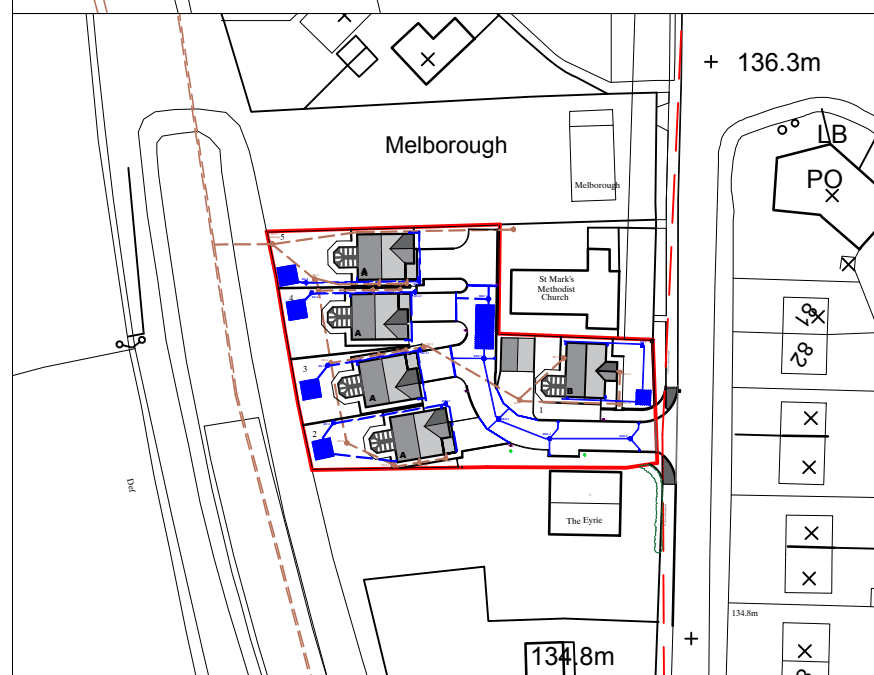 136.3m
LB
Melborough
PO
Melborough
5
A
St Mark's
Methodist
Church
4
A
81
82
3
A
B
1
2
A
Def
The Eyrie
134.8m
134.8m